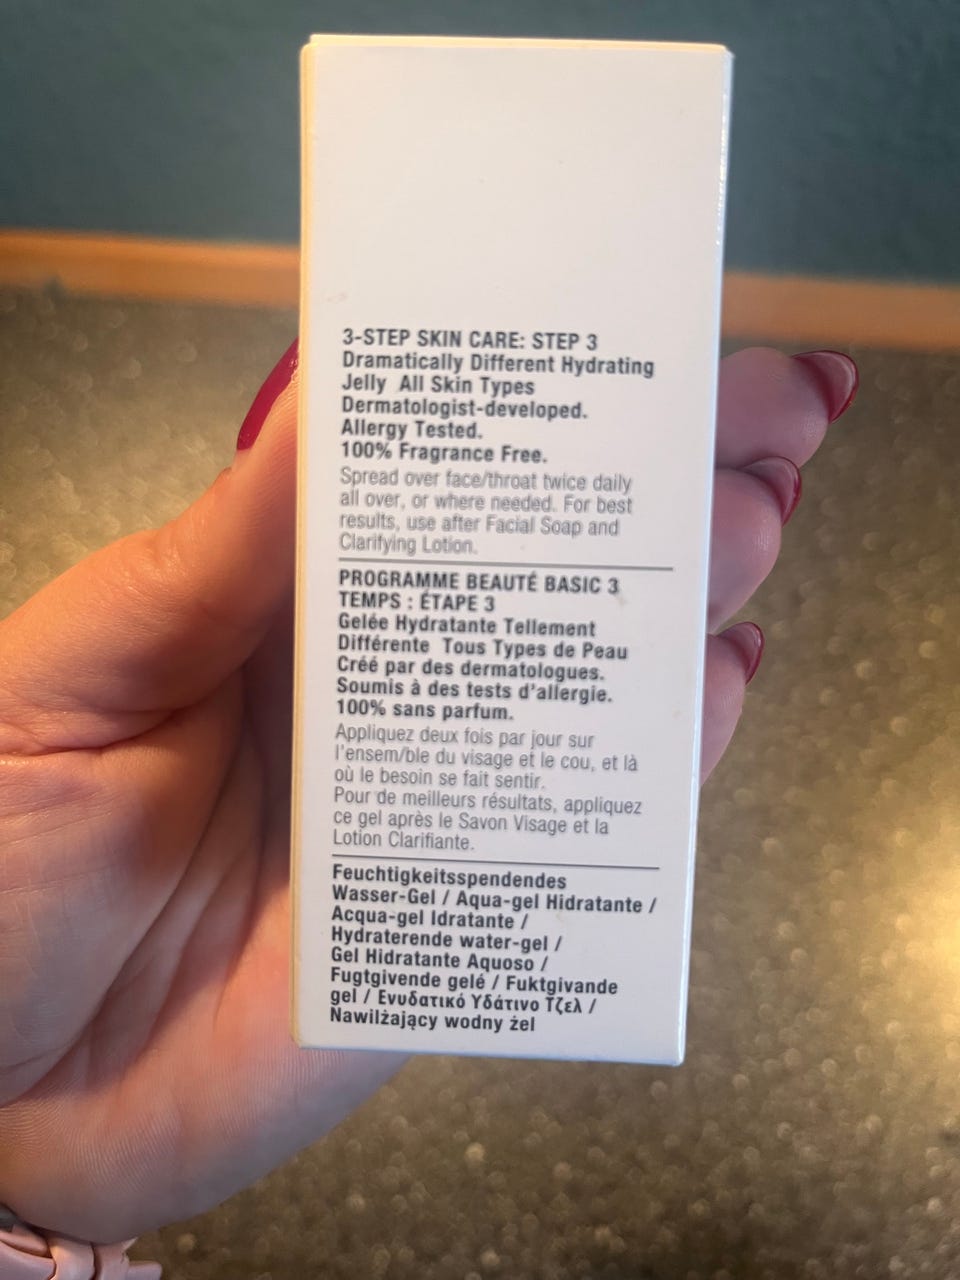 3-STEP SKIN CARE: STEP 3
Dramatically Different Hydrating
Jelly All Skin Types
Dermatologist-developed.
Allergy Tested.
100% Fragrance Free.
Spread over face/throat twice daily
all over, or where needed. For best
results, use after Facial Soap and
Clarifying Lotion.
PROGRAMME BEAUTÉ BASIC 3
TEMPS : ÉTAPE 3
Gelée Hydratante Tellement
Différente Tous Types de Peau
Créé par des dermatologues.
Soumis à des tests d'allergie.
100% sans parfum.
Appliquez deux fois par jour sur
l'ensem/ble du visage et le cou, et là
où le besoin se fait sentir.
Pour de meilleurs résultats, appliquez
ce gel après le Savon Visage et la
Lotion Clarifiante.
Feuchtigkeitsspendendes
Wasser-Gel / Aqua-gel Hidratante /
Acqua-gel Idratante /
Hydraterende water-gel /
Gel Hidratante Aquoso /
Fugtgivende gelé / Fuktgivande
gel / Ενυδατικό Υδάτινο Τζελ /
Nawilżający wodny żel